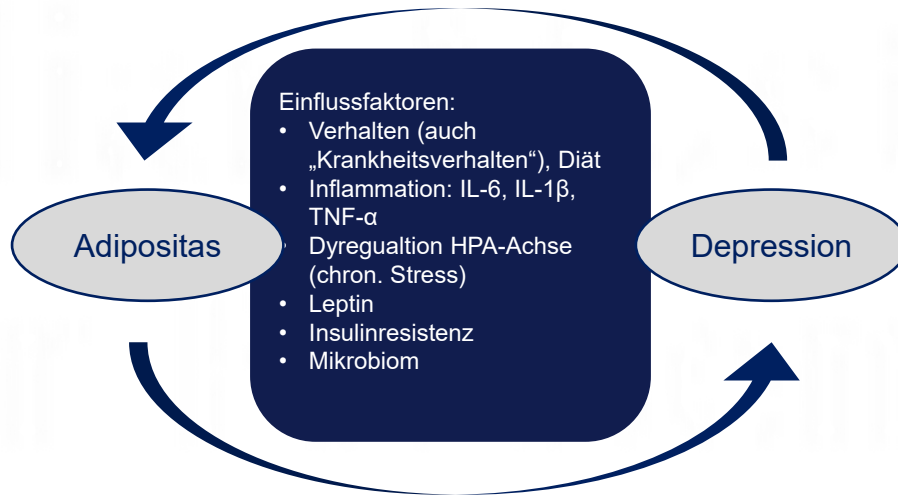 Einflussfaktoren:
• Verhalten (auch
„Krankheitsverhalten“), Diät
• Inflammation: IL-6, IL-1β,
TNF-α
Dyregualtion HPA-Achse
(chron. Stress)
• Leptin
• Insulinresistenz
• Mikrobiom
Adipositas
Depression